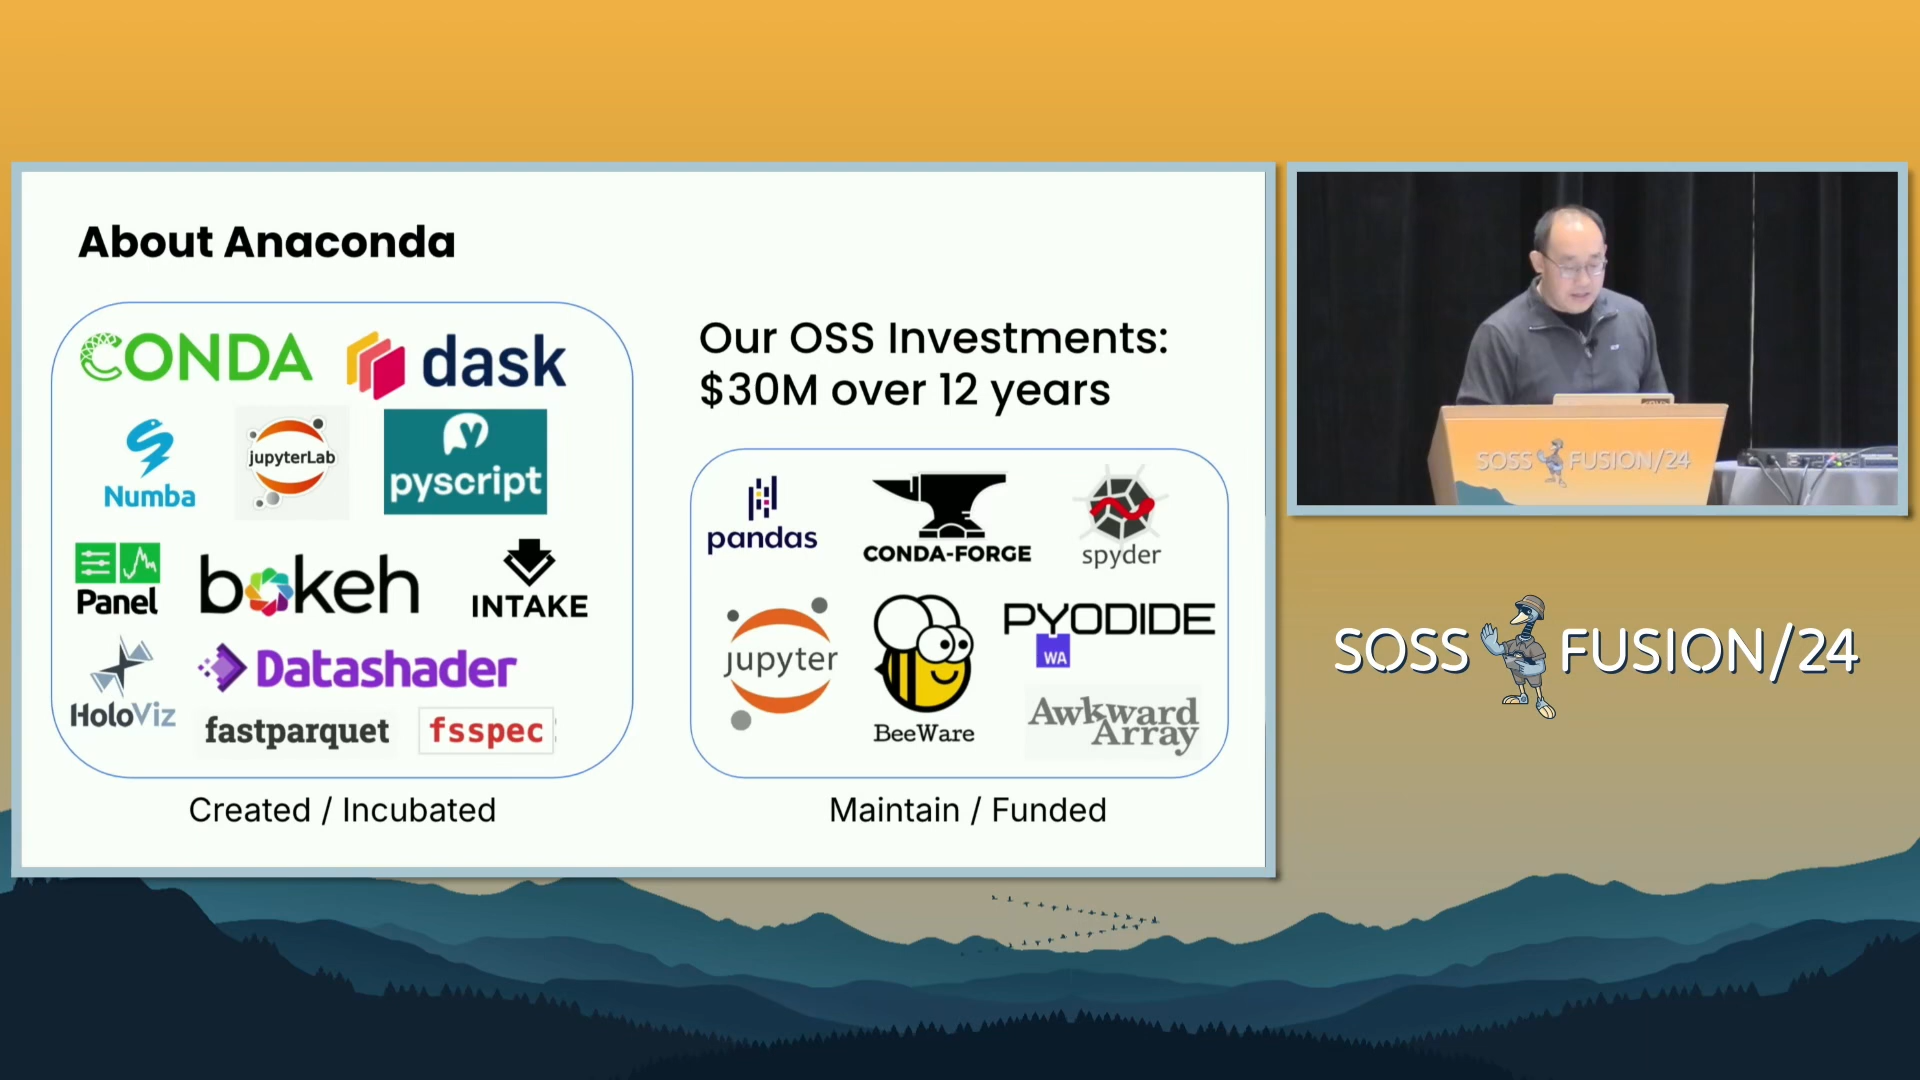 About Anaconda
CONDA
dask
Numba
jupyterLab
pyscript
Panel
bokeh
INTAKE
HoloViz
Datashader
fastparquet
fsspec
Created / Incubated
Our OSS Investments:
$30M over 12 years
pandas
CONDA-FORGE
spyder
jupyter
BeeWare
PYODIDE
WA
Awkward
Array
Maintain / Funded
SOSS FUSION/24
SOSS FUSION/24